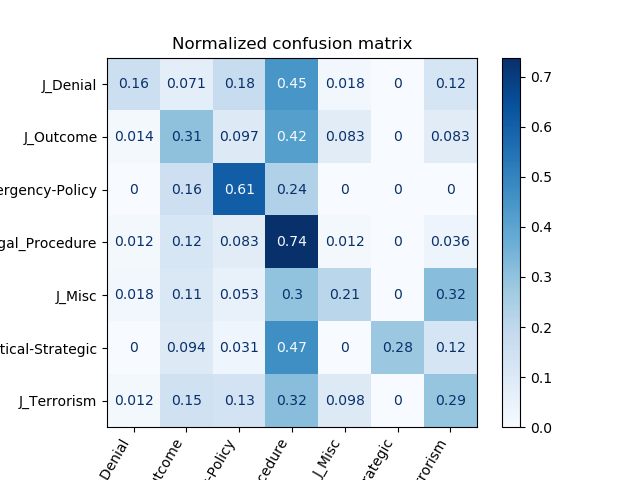 Normalized confusion matrix
J_Denial 0.16 0.071 0.18 0.45 0.018 0 0.12
J_Outcome 0.014 0.31 0.097 0.42 0.083 0 0.083
ergency-Policy 0 0.16 0.61 0.24 0 0 0
gal_Procedure 0.012 0.12 0.083 0.74 0.012 0 0.036
J_Misc 0.018 0.11 0.053 0.3 0.21 0 0.32
tical-Strategic 0 0.094 0.031 0.47 0 0.28 0.12
J_Terrorism 0.012 0.15 0.13 0.32 0.098 0 0.29
Denial utcome -Policy cedure J_Misc rategic rorism
0.7
0.6
0.5
0.4
0.3
0.2
0.1
0.0